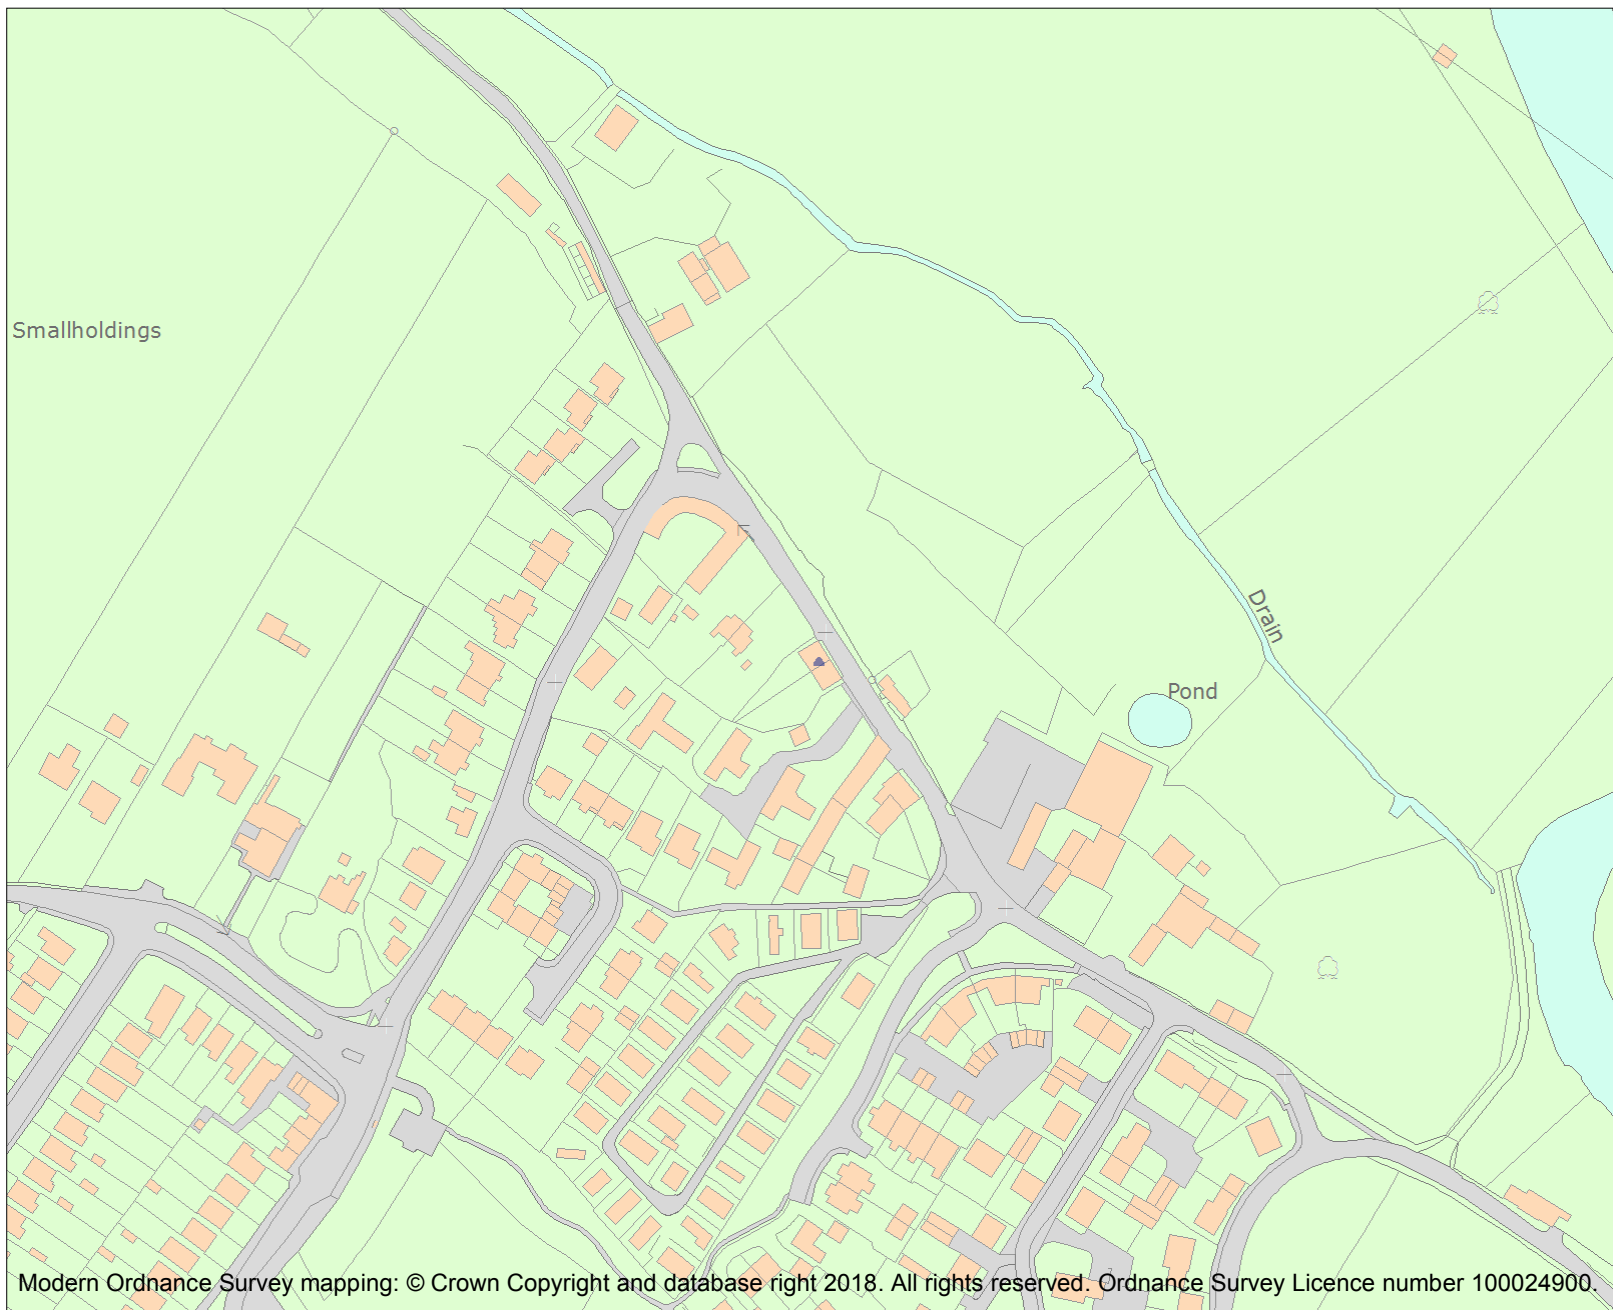 Smallholdings
Drain
Pond
Modern Ordnance Survey mapping: © Crown Copyright and database right 2018. All rights reserved. Ordnance Survey Licence number 100024900.